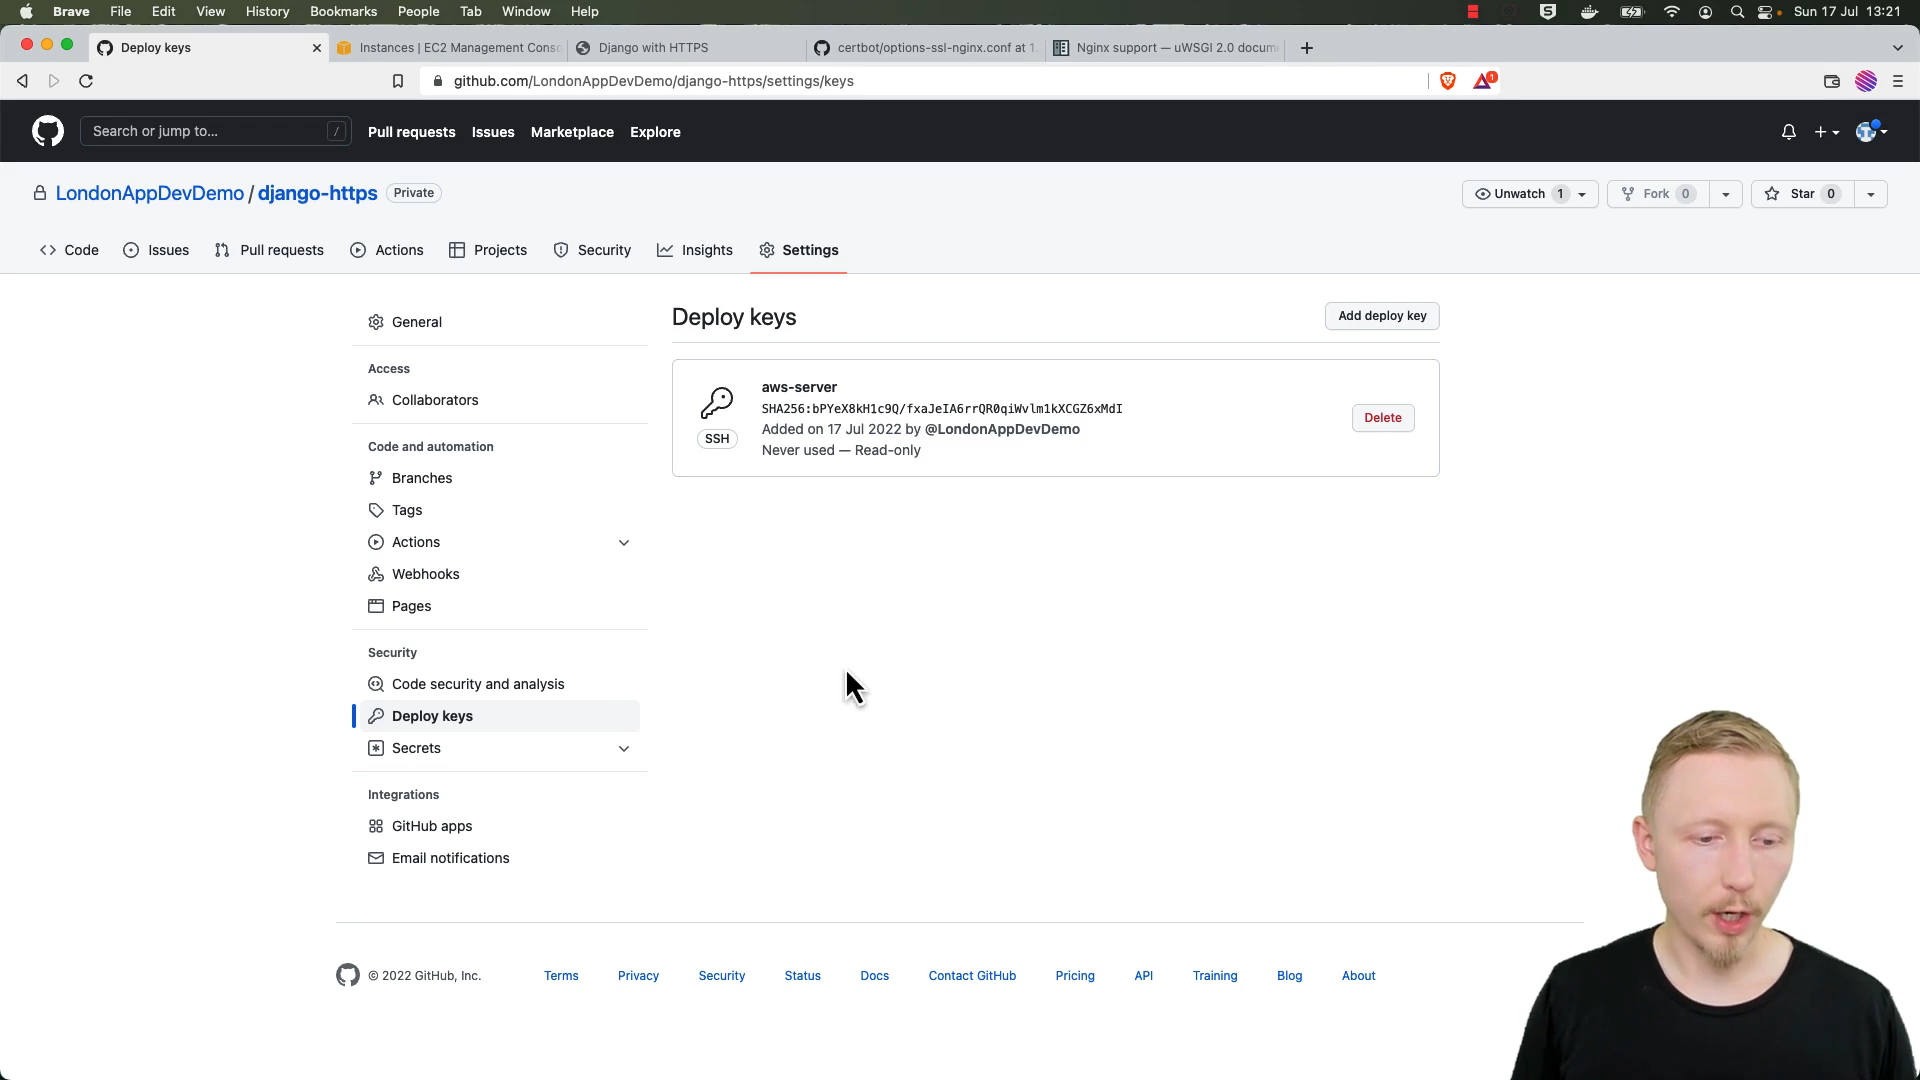 Brave File Edit View History Bookmarks People Tab Window Help
Sun 17 Jul 13:21
Deploy keys
Instances | EC2 Management Conso
Django with HTTPS
certbot/options-ssl-nginx.conf at 1.
Nginx support — uWSGI 2.0 docum
github.com/LondonAppDevDemo/django-https/settings/keys
1
Search or jump to... /
Pull requests Issues Marketplace Explore
LondonAppDevDemo / django-https Private
Unwatch 1
Fork 0
Star 0
Code Issues Pull requests Actions Projects Security Insights Settings
General
Access
Collaborators
Code and automation
Branches
Tags
Actions
Webhooks
Pages
Security
Code security and analysis
Deploy keys
Secrets
Integrations
GitHub apps
Email notifications
Deploy keys
Add deploy key
SSH
aws-server
SHA256:bPYeX8kH1c9Q/fxaJeIA6rrQR0qiWvlm1kXCGZ6xMdI
Added on 17 Jul 2022 by @LondonAppDevDemo
Never used — Read-only
Delete
© 2022 GitHub, Inc. Terms Privacy Security Status Docs Contact GitHub Pricing API Training Blog About